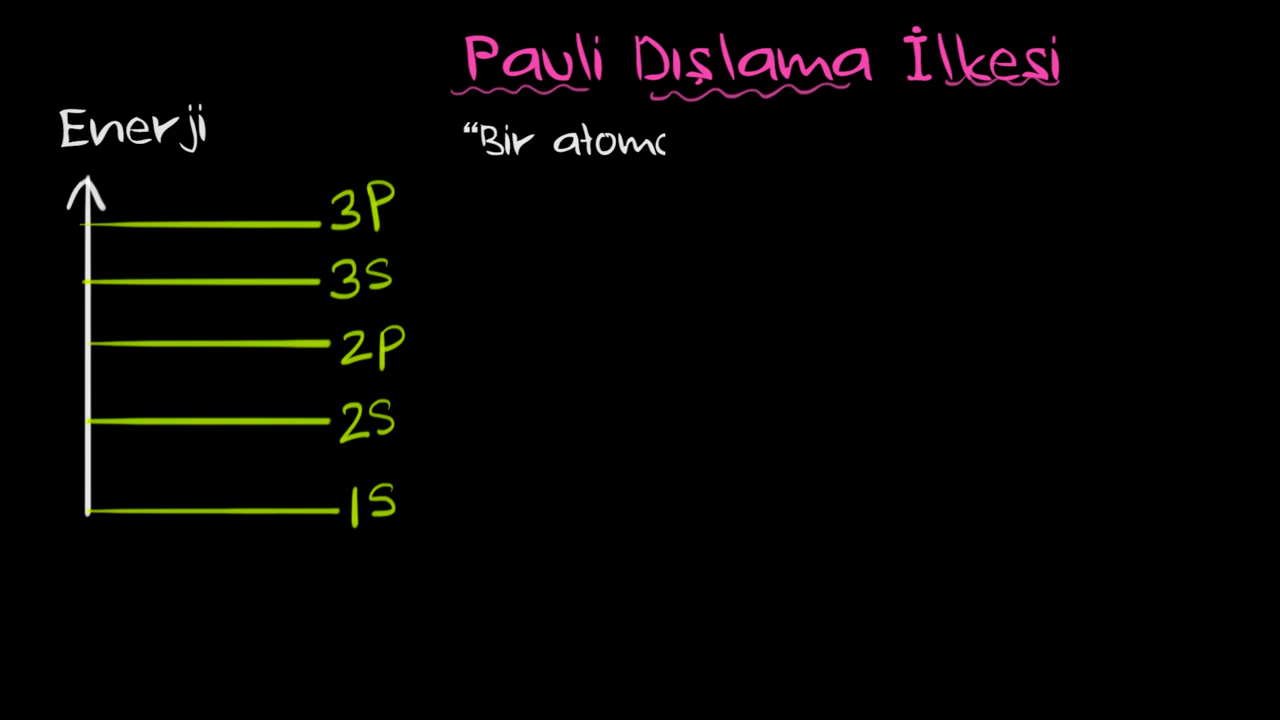 Pauli Dışlama İlkesi
Enerji
"Bir atom
3P
3S
2P
2S
1S